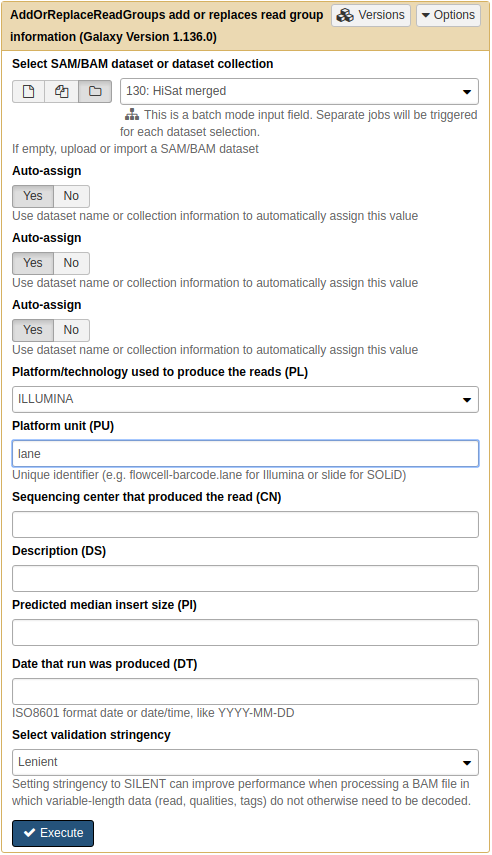 AddOrReplaceReadGroups add or replaces read group
information (Galaxy Version 1.136.0)
Versions
Options
Select SAM/BAM dataset or dataset collection
130: HiSat merged
This is a batch mode input field. Separate jobs will be triggered
for each dataset selection.
If empty, upload or import a SAM/BAM dataset
Auto-assign
Yes No
Use dataset name or collection information to automatically assign this value
Auto-assign
Yes No
Use dataset name or collection information to automatically assign this value
Auto-assign
Yes No
Use dataset name or collection information to automatically assign this value
Platform/technology used to produce the reads (PL)
ILLUMINA
Platform unit (PU)
lane
Unique identifier (e.g. flowcell-barcode.lane for Illumina or slide for SOLiD)
Sequencing center that produced the read (CN)
Description (DS)
Predicted median insert size (PI)
Date that run was produced (DT)
ISO8601 format date or date/time, like YYYY-MM-DD
Select validation stringency
Lenient
Setting stringency to SILENT can improve performance when processing a BAM file in
which variable-length data (read, qualities, tags) do not otherwise need to be decoded.
Execute